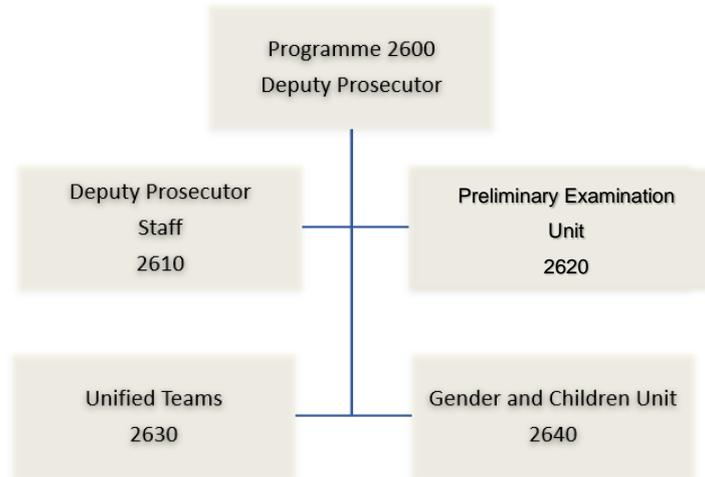 Programme 2600
Deputy Prosecutor
Deputy Prosecutor
Staff
2610
Preliminary Examination
Unit
2620
Unified Teams
2630
Gender and Children Unit
2640